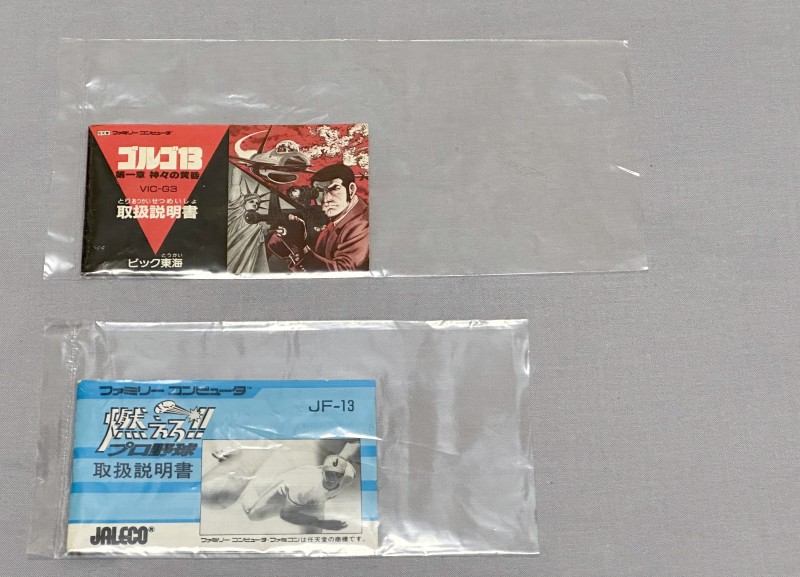 ファミリー コンピュータ
ゴルゴ13
第一章 神々の黄昏
VIC-G3
とりあつかいせつめいしょ
取扱説明書
とうかい
ビック東海
ファミリー コンピュータ™
JF-13
燃えろ!!
プロ野球
取扱説明書
JALECO®
ファミリー コンピュータ・ファミコンは任天堂の商標です。